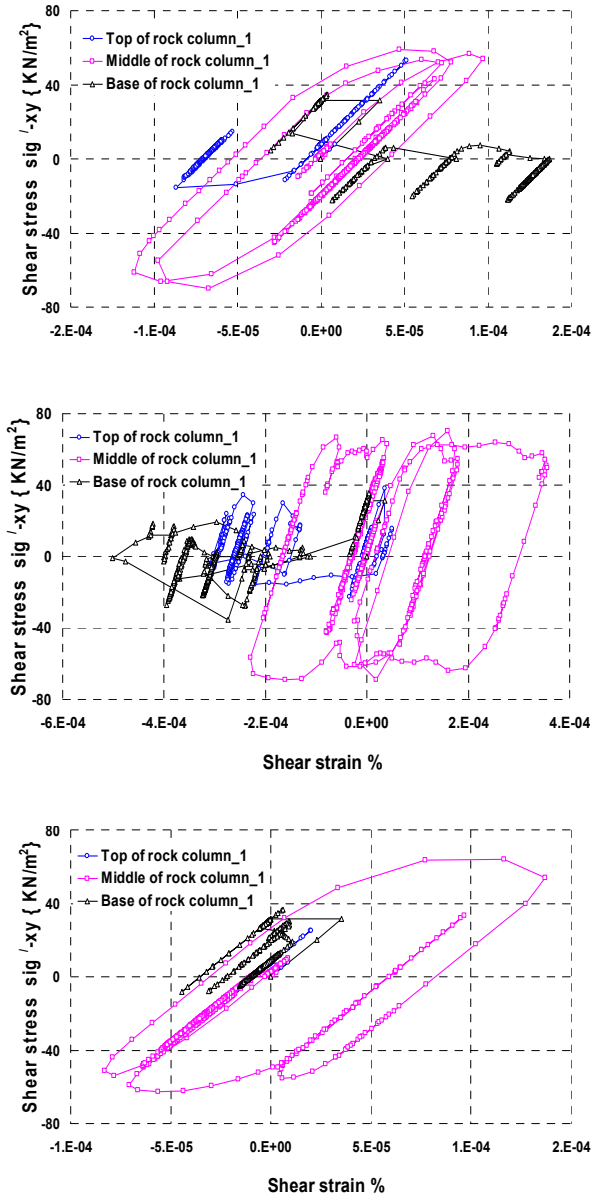 80
Top of rock column_1
Middle of rock column_1
Base of rock column_1
40
0
-40
-80
Shear stress sig '-xy { KN/m²}
-2.E-04 -1.E-04 -5.E-05 0.E+00 5.E-05 1.E-04 2.E-04
80
Top of rock column_1
Middle of rock column_1
Base of rock column_1
40
0
-40
-80
Shear stress sig '-xy { KN/m²}
-6.E-04 -4.E-04 -2.E-04 0.E+00 2.E-04 4.E-04
Shear strain %
80
Top of rock column_1
Middle of rock column_1
Base of rock column_1
40
0
-40
-80
Shear stress sig '-xy { KN/m²}
-1.E-04 -5.E-05 0.E+00 5.E-05 1.E-04 2.E-04
Shear strain %